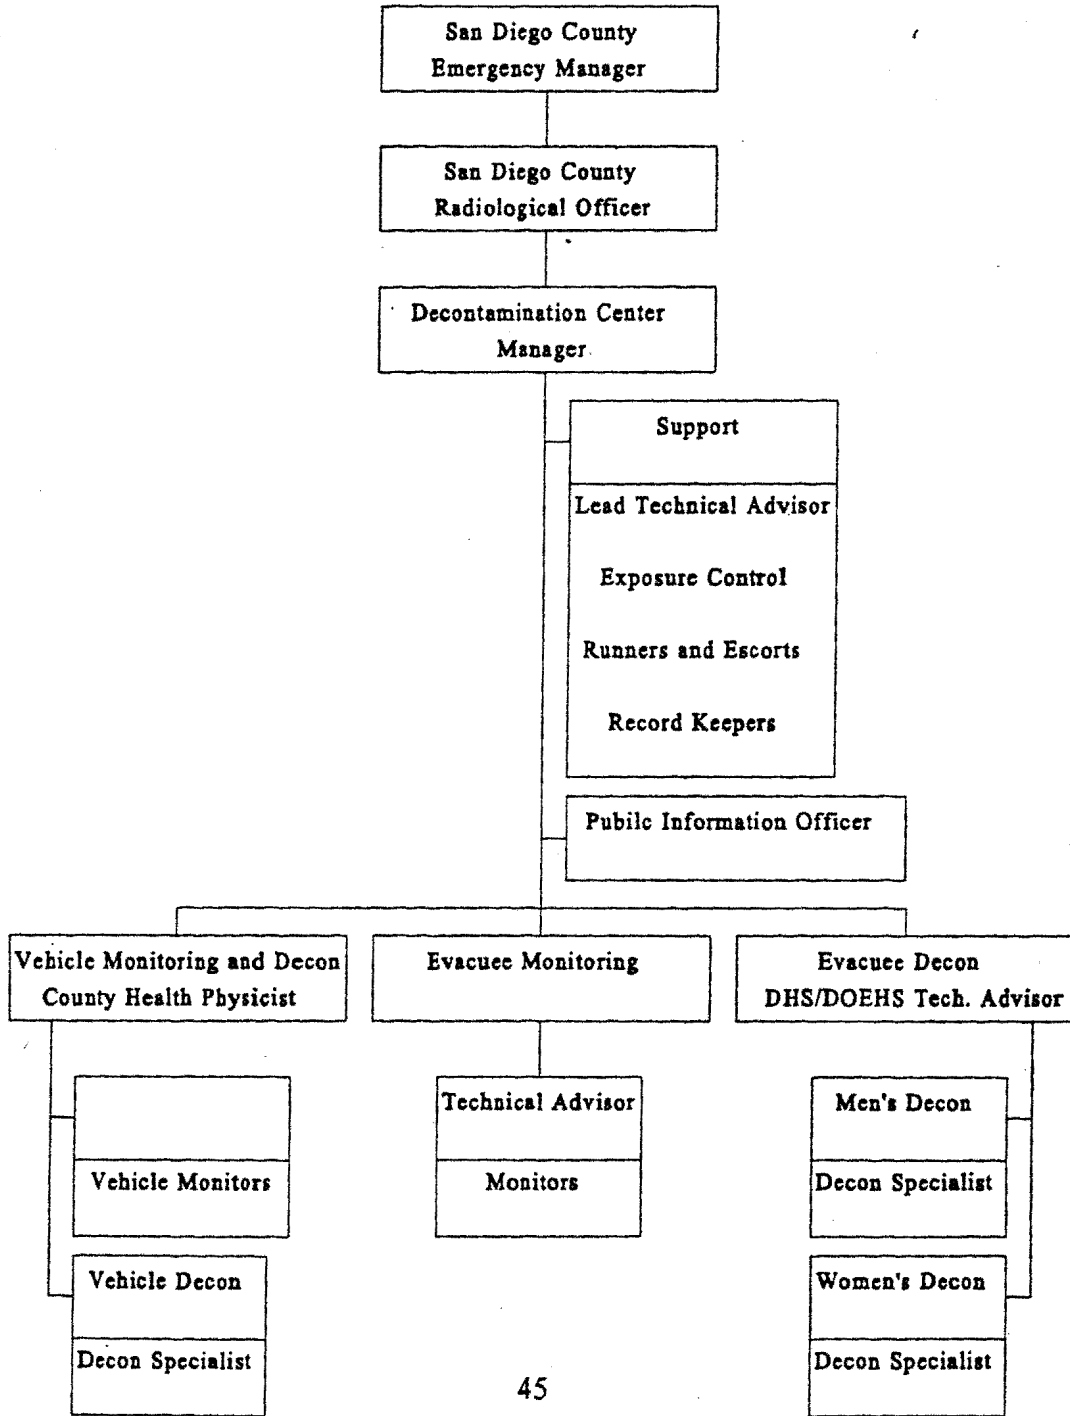 San Diego County
Emergency Manager
San Diego County
Radiological Officer
Decontamination Center
Manager
Support
Lead Technical Advisor
Exposure Control
Runners and Escorts
Record Keepers
Pubilc Information Officer
Vehicle Monitoring and Decon
County Health Physicist
Evacuee Monitoring
Evacuee Decon
DHS/DOEHS Tech. Advisor
Vehicle Monitors
Technical Advisor
Monitors
Men's Decon
Decon Specialist
Vehicle Decon
Decon Specialist
Women's Decon
Decon Specialist
45